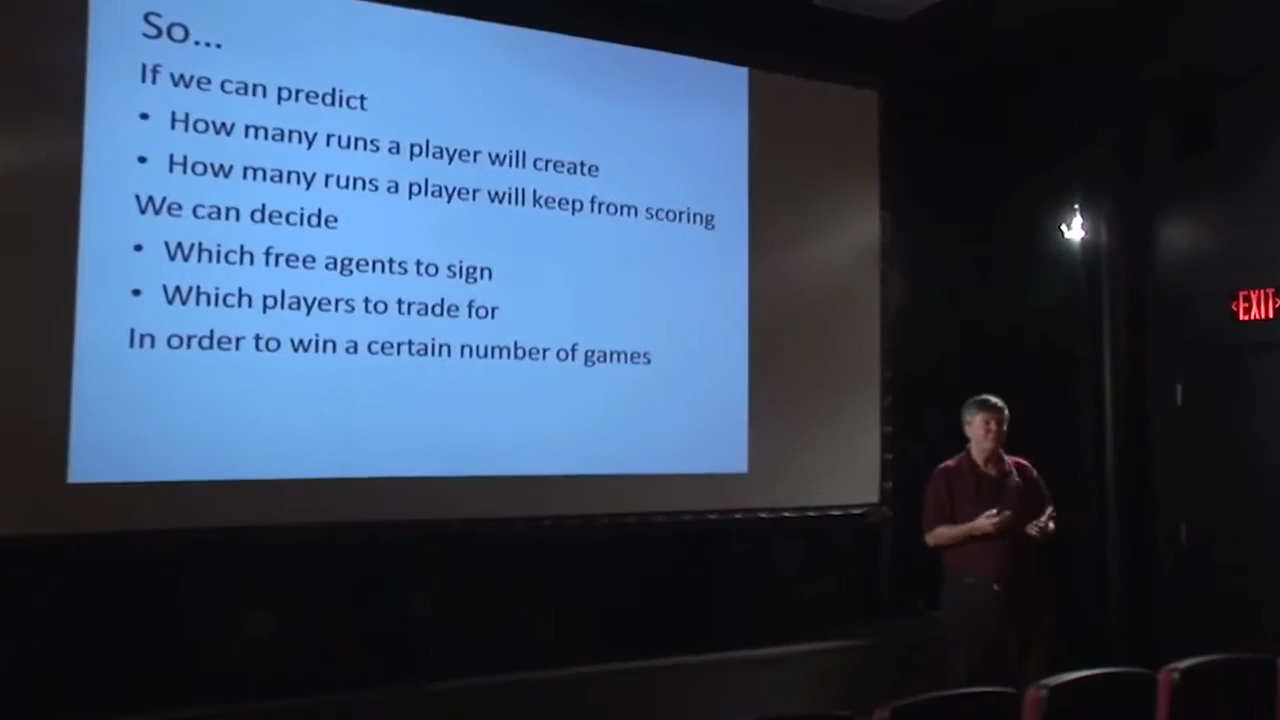 So...
If we can predict
• How many runs a player will create
• How many runs a player will keep from scoring
We can decide
• Which free agents to sign
• Which players to trade for
In order to win a certain number of games
<EXIT>